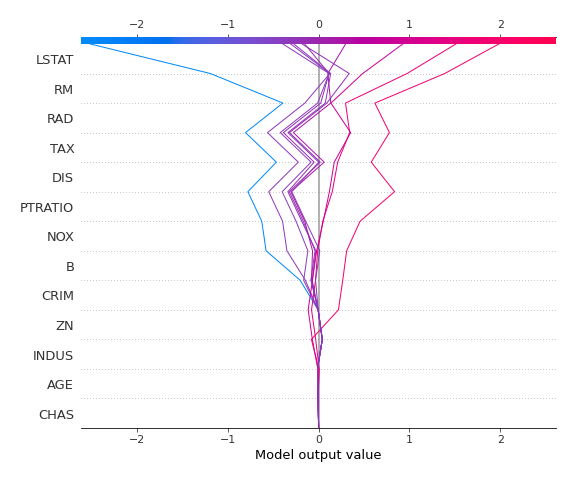 −2 −1 0 1 2
LSTAT
RM
RAD
TAX
DIS
PTRATIO
NOX
B
CRIM
ZN
INDUS
AGE
CHAS
−2 −1 0 1 2
Model output value